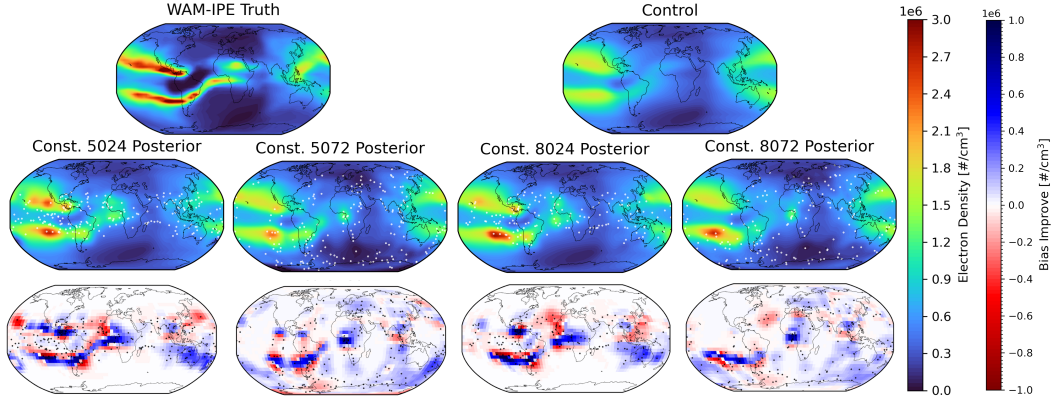 WAM-IPE Truth
Control
Const. 5024 Posterior
Const. 5072 Posterior
Const. 8024 Posterior
Const. 8072 Posterior
1e6
3.0
2.7
2.4
2.1
1.8
1.5
1.2
0.9
0.6
0.3
0.0
Electron Density [#/cm³]
1e6
1.0
0.8
0.6
0.4
0.2
0.0
−0.2
−0.4
−0.6
−0.8
−1.0
Bias Improve [#/cm³]